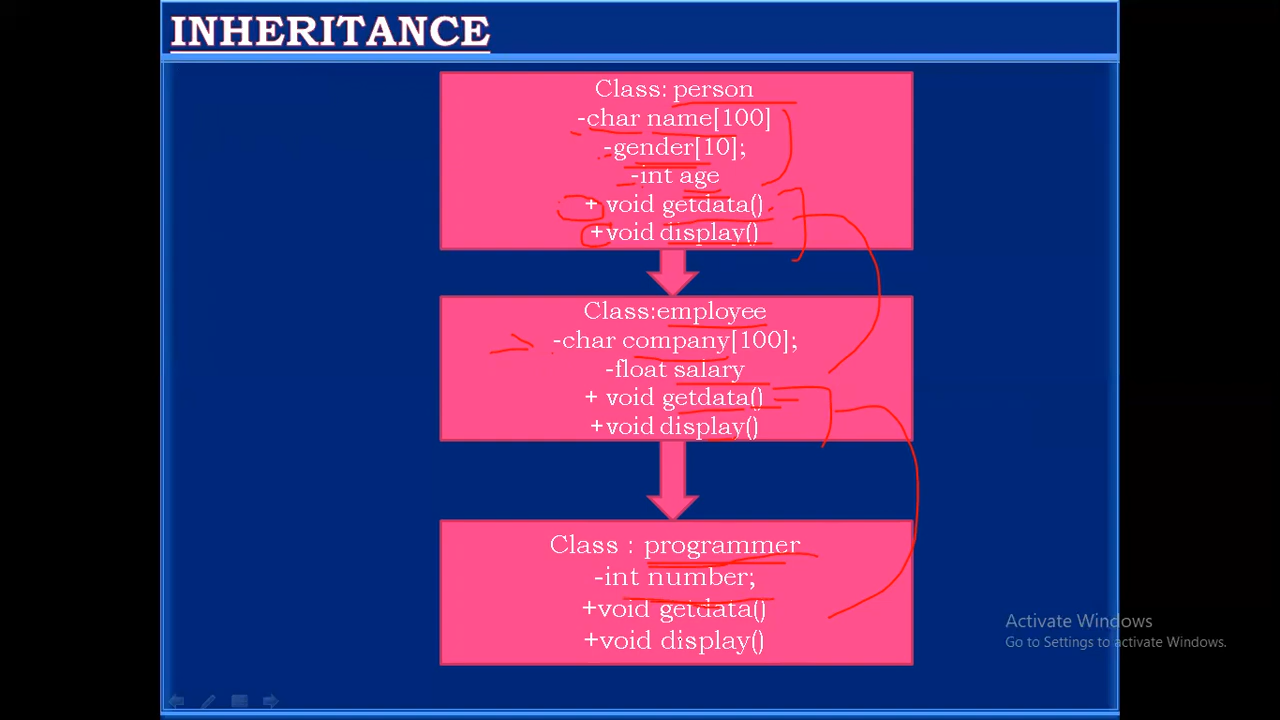 INHERITANCE
Class: person
-char name[100]
-gender[10];
-int age
+ void getdata()
+void display()
Class:employee
-char company[100];
-float salary
+ void getdata()
+void display()
Class : programmer
-int number;
+void getdata()
+void display()
Activate Windows
Go to Settings to activate Windows.